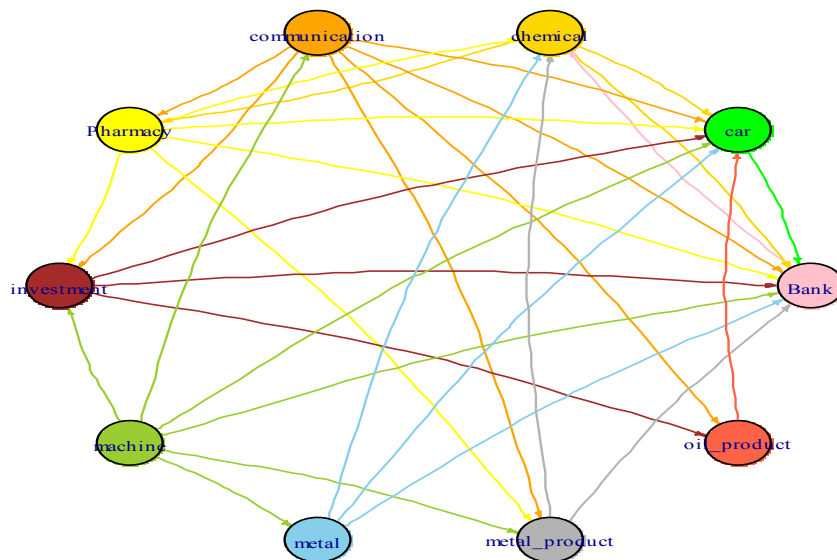 communication
chemical
Pharmacy
car
investment
Bank
machine
oil_product
metal
metal_product